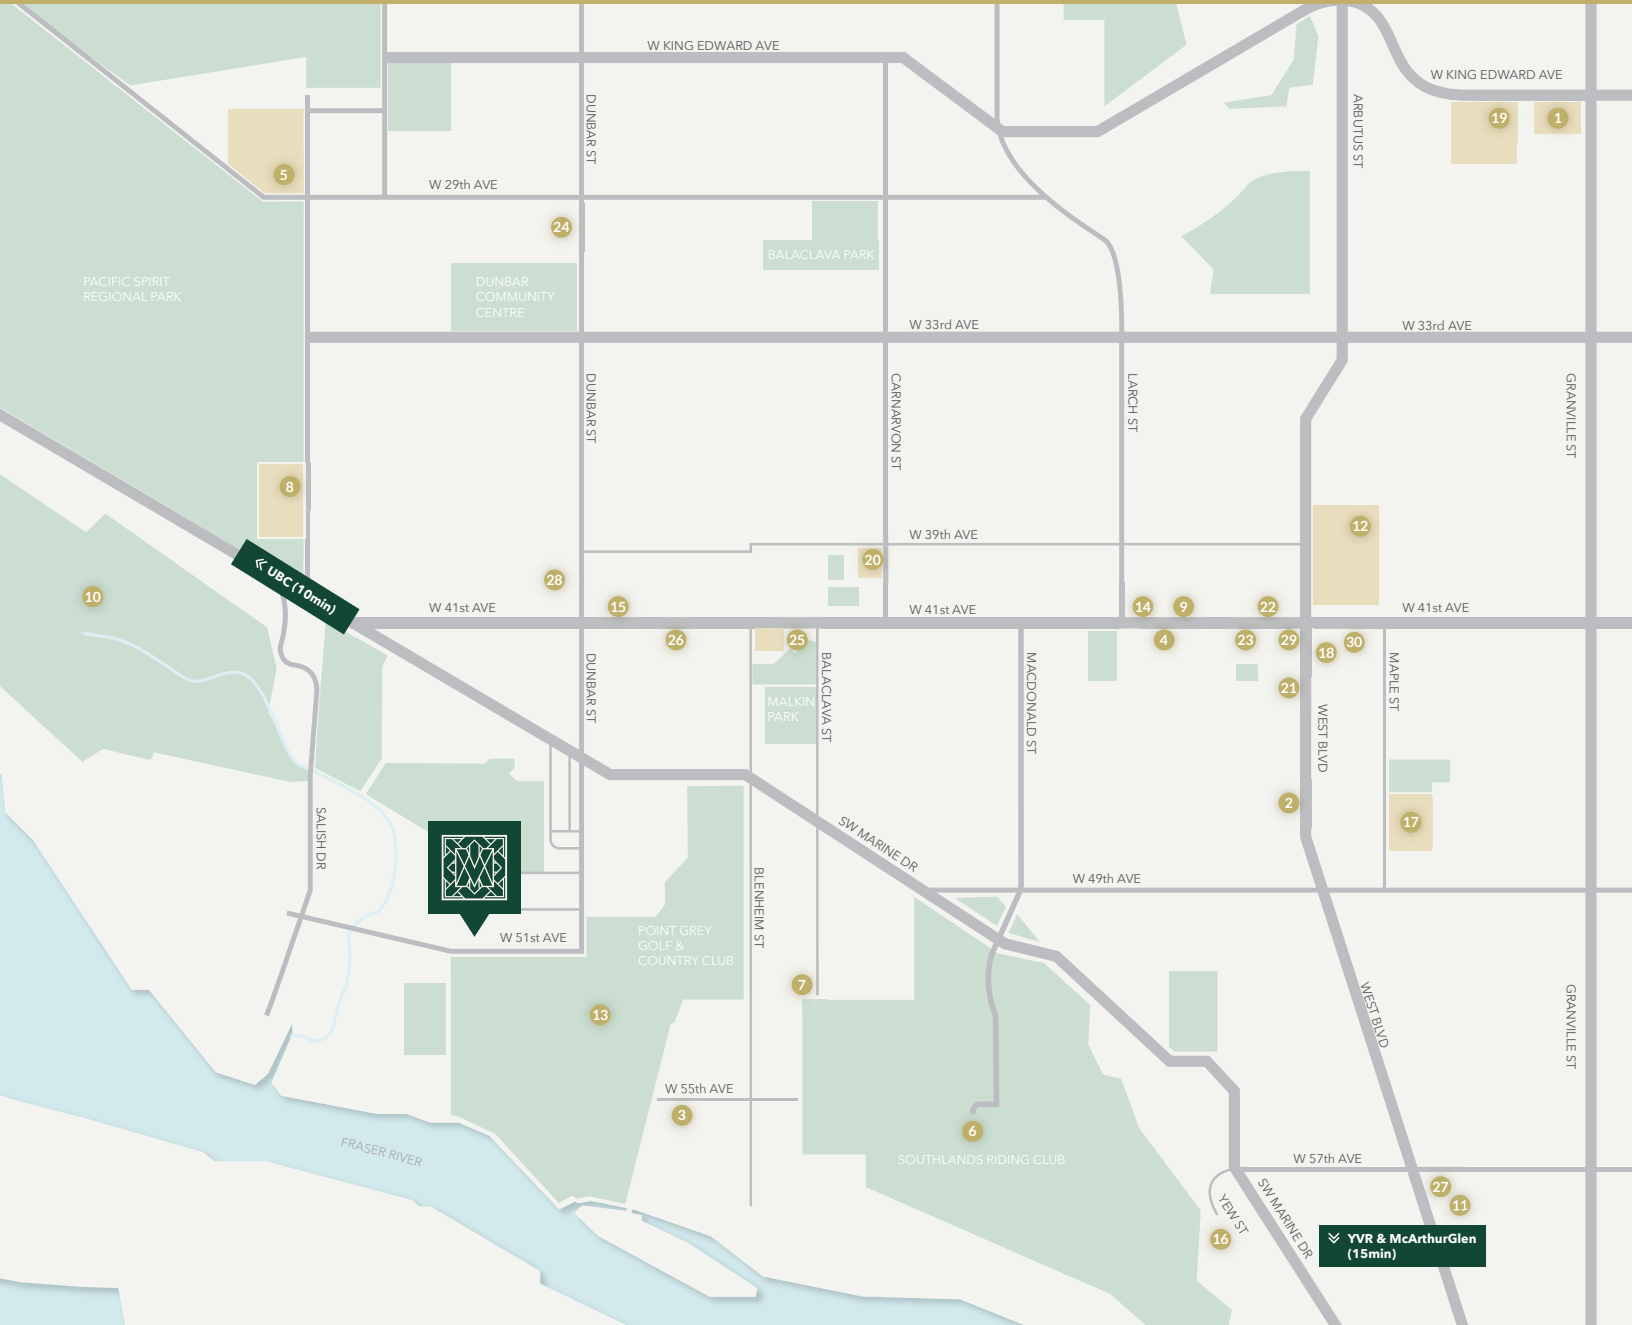 W KING EDWARD AVE
W KING EDWARD AVE
DUNBAR ST
ARBUTUS ST
19
1
5
W 29th AVE
24
BALACLAVA PARK
PACIFIC SPIRIT
REGIONAL PARK
DUNBAR
COMMUNITY
CENTRE
W 33rd AVE
W 33rd AVE
DUNBAR ST
CARNARVON ST
LARCH ST
GRANVILLE ST
8
12
W 39th AVE
20
UBC (10min)
28
10
W 41st AVE
15
W 41st AVE
14
9
22
W 41st AVE
26
25
4
23
29
18
30
DUNBAR ST
BALACLAVA ST
MACDONALD ST
MAPLE ST
21
MALKIN
PARK
WEST BLVD
2
17
SALISH DR
SW MARINE DR
W 49th AVE
BLENHEIM ST
W 51st AVE
POINT GREY
GOLF &
COUNTRY CLUB
7
13
WEST BLVD
GRANVILLE ST
W 55th AVE
3
6
FRASER RIVER
SOUTHLANDS RIDING CLUB
W 57th AVE
27
11
YEW ST
SW MARINE DR
16
YVR & McArthurGlen
(15min)